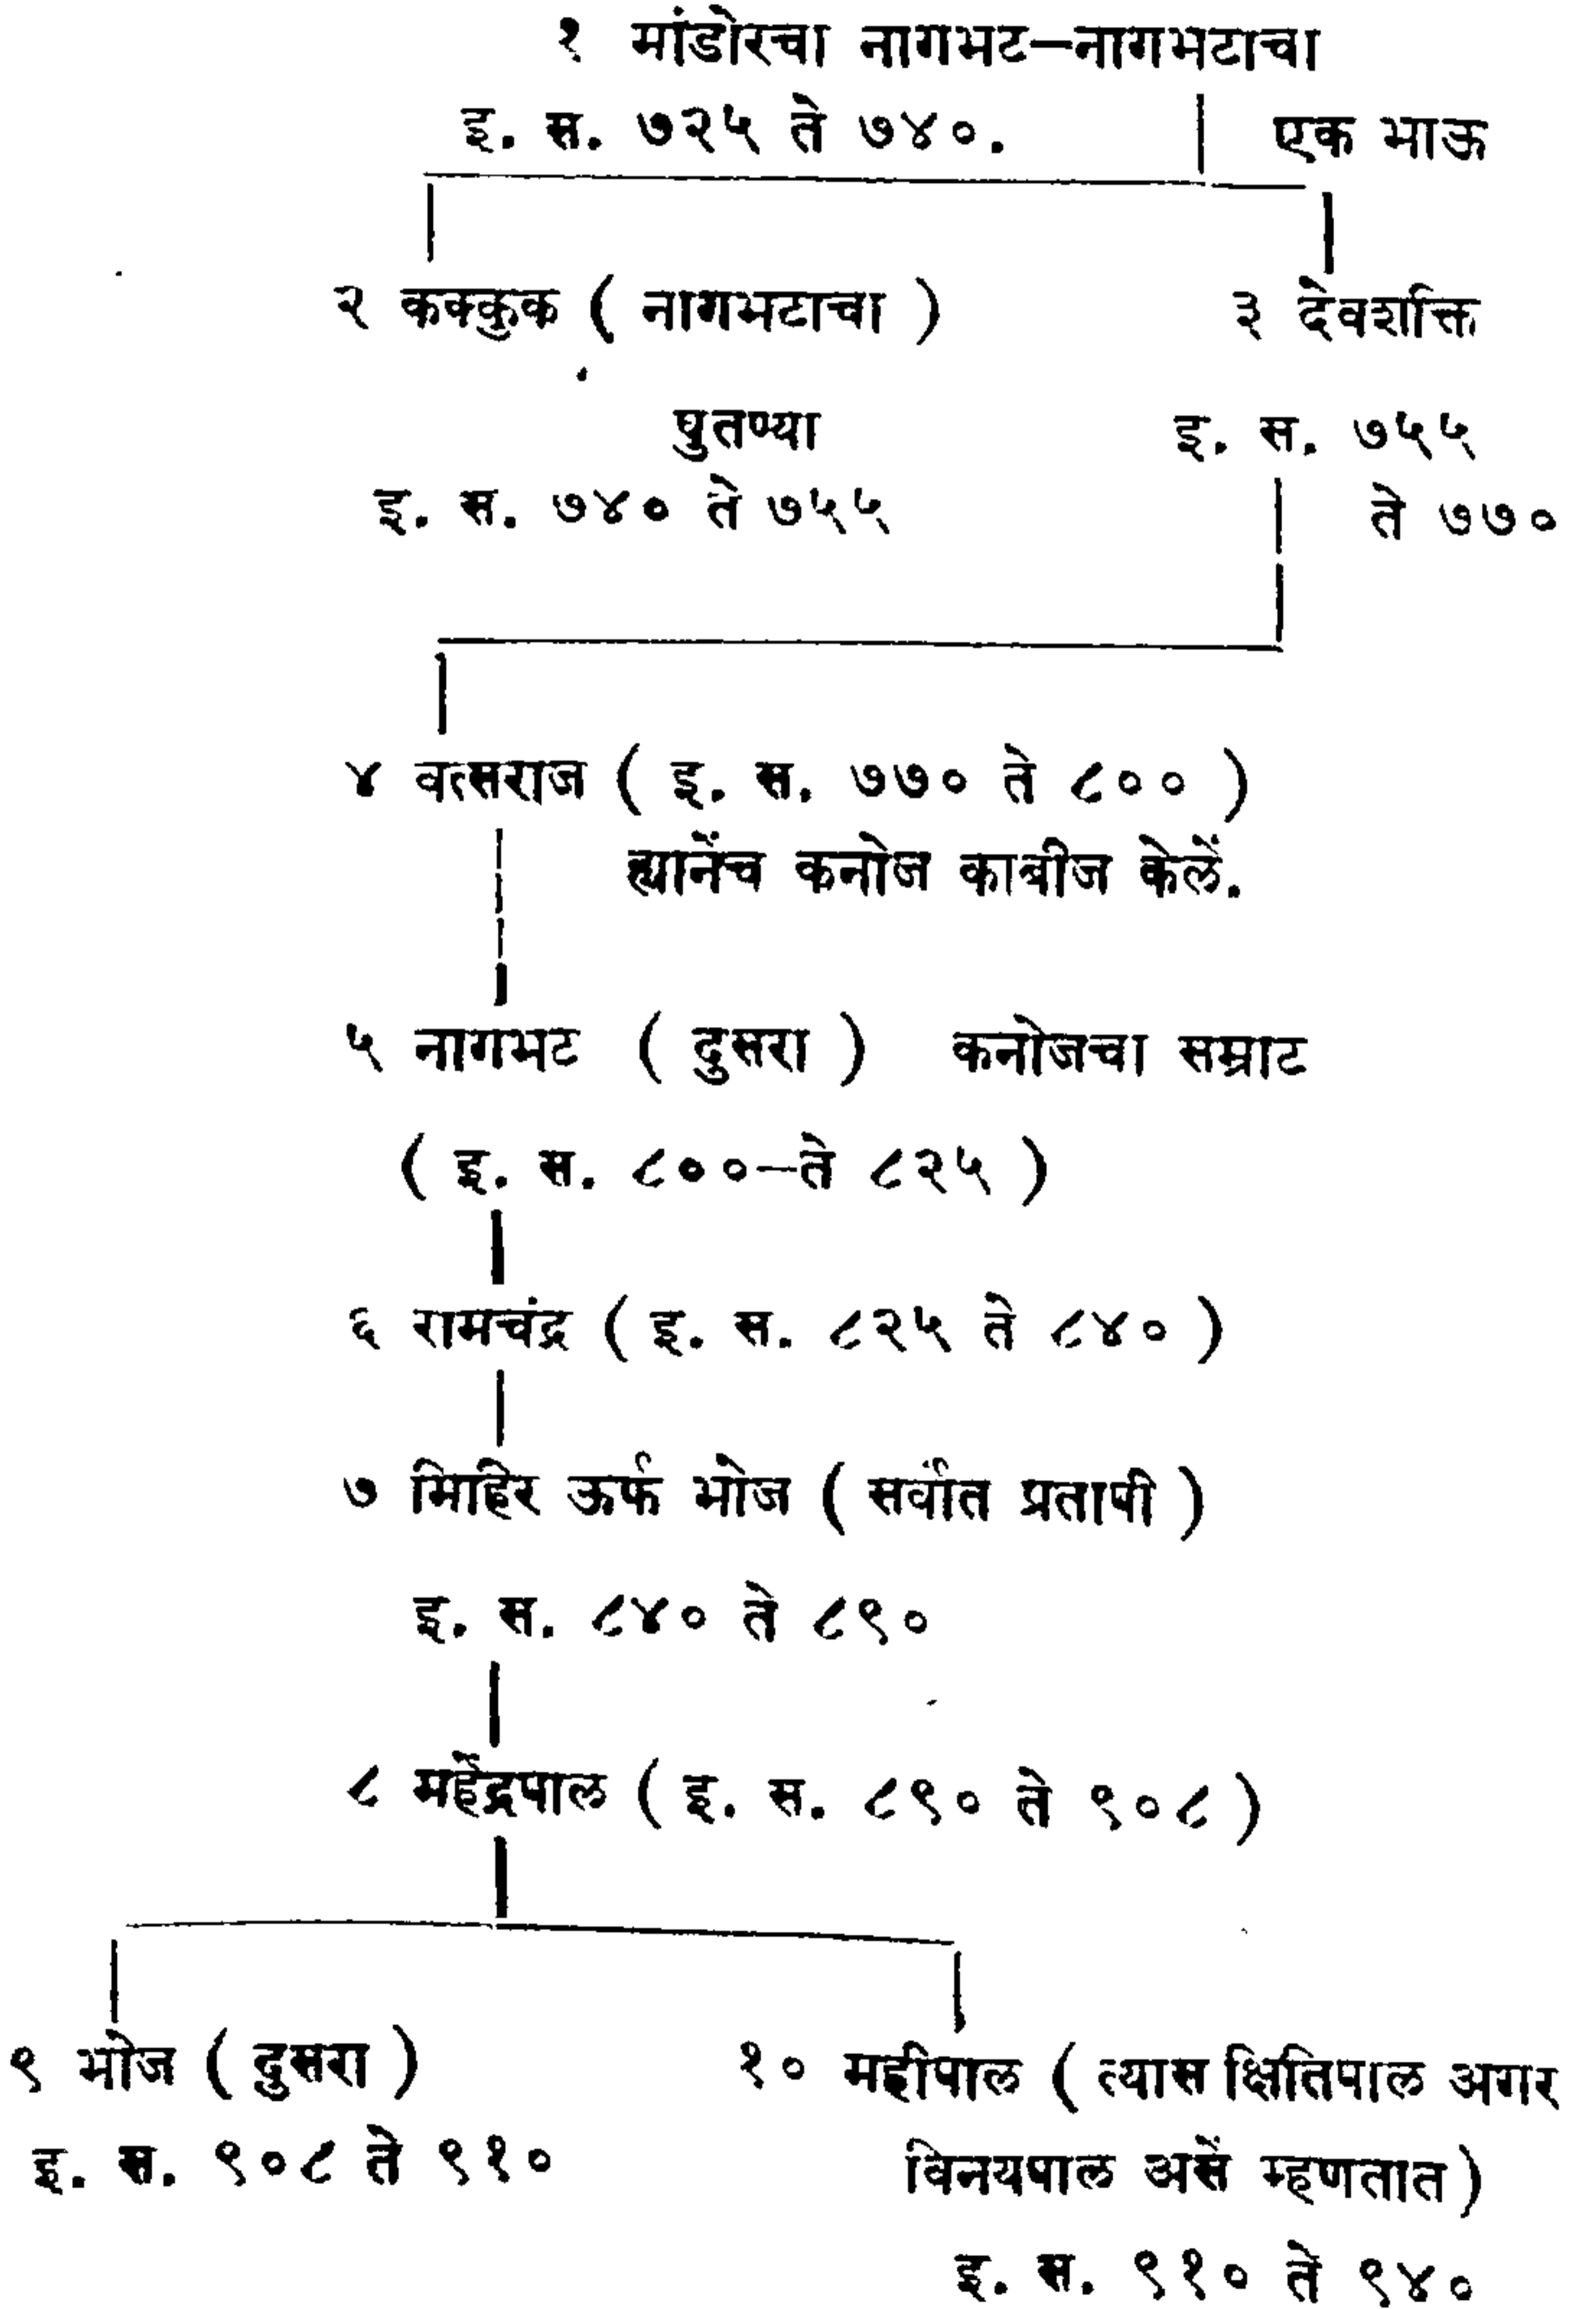 १ मांडोरचा नागभट—नागभटाचा
इ. स. ७२५ ते ७४०. एक भाऊ
२ कक्कुक ( नागभटाचा ) ३ देवशक्ति
पुतण्या इ. स. ७५५
इ. स. ७४० ते ७५५ ते ७७०
४ वत्सराज ( इ. स. ७७० ते ८०० )
ह्यानेंच कनोज काबीज केलें.
५ नागभट ( दुसरा ) कनोजचा सम्राट
( इ. स. ८००—ते ८२५ )
६ रामचंद्र ( इ. स. ८२५ ते ८४० )
७ मिहिर ऊर्फ भोज ( सर्वांत प्रतापी )
इ. स. ८४० ते ८९०
८ महेंद्रपाल ( इ. स. ८९० ते ९०८ )
९ भोज ( दुसरा ) १० महीपाल ( त्यास क्षितिपाल अगर
इ. स. ९०८ ते ९१० विनयपाल असें म्हणतात )
इ. स. ९१० ते ९४०